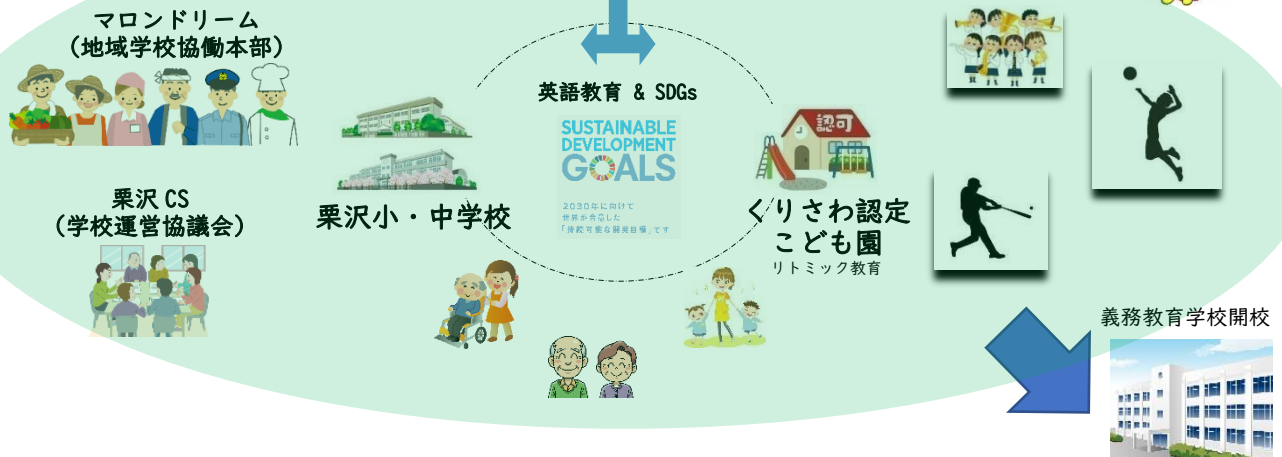 マロンドリーム
（地域学校協働本部）
英語教育 & SDGs
SUSTAINABLE
DEVELOPMENT
GOALS
2030年に向けて
世界が合意した
「持続可能な開発目標」です
認可
栗沢 CS
（学校運営協議会）
栗沢小・中学校
くりさわ認定
こども園
リトミック教育
義務教育学校開校